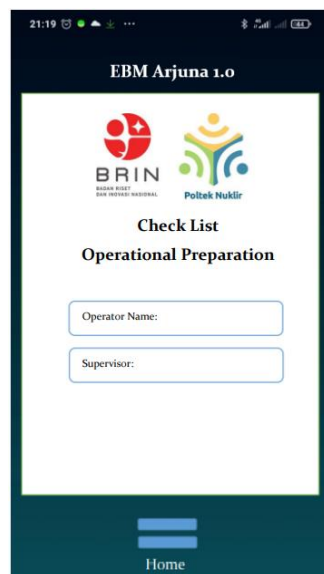 21:19
44
EBM Arjuna 1.0
BRIN
BADAN RISET
DAN INOVASI NASIONAL
Poltek Nuklir
Check List
Operational Preparation
Operator Name:
Supervisor:
Home